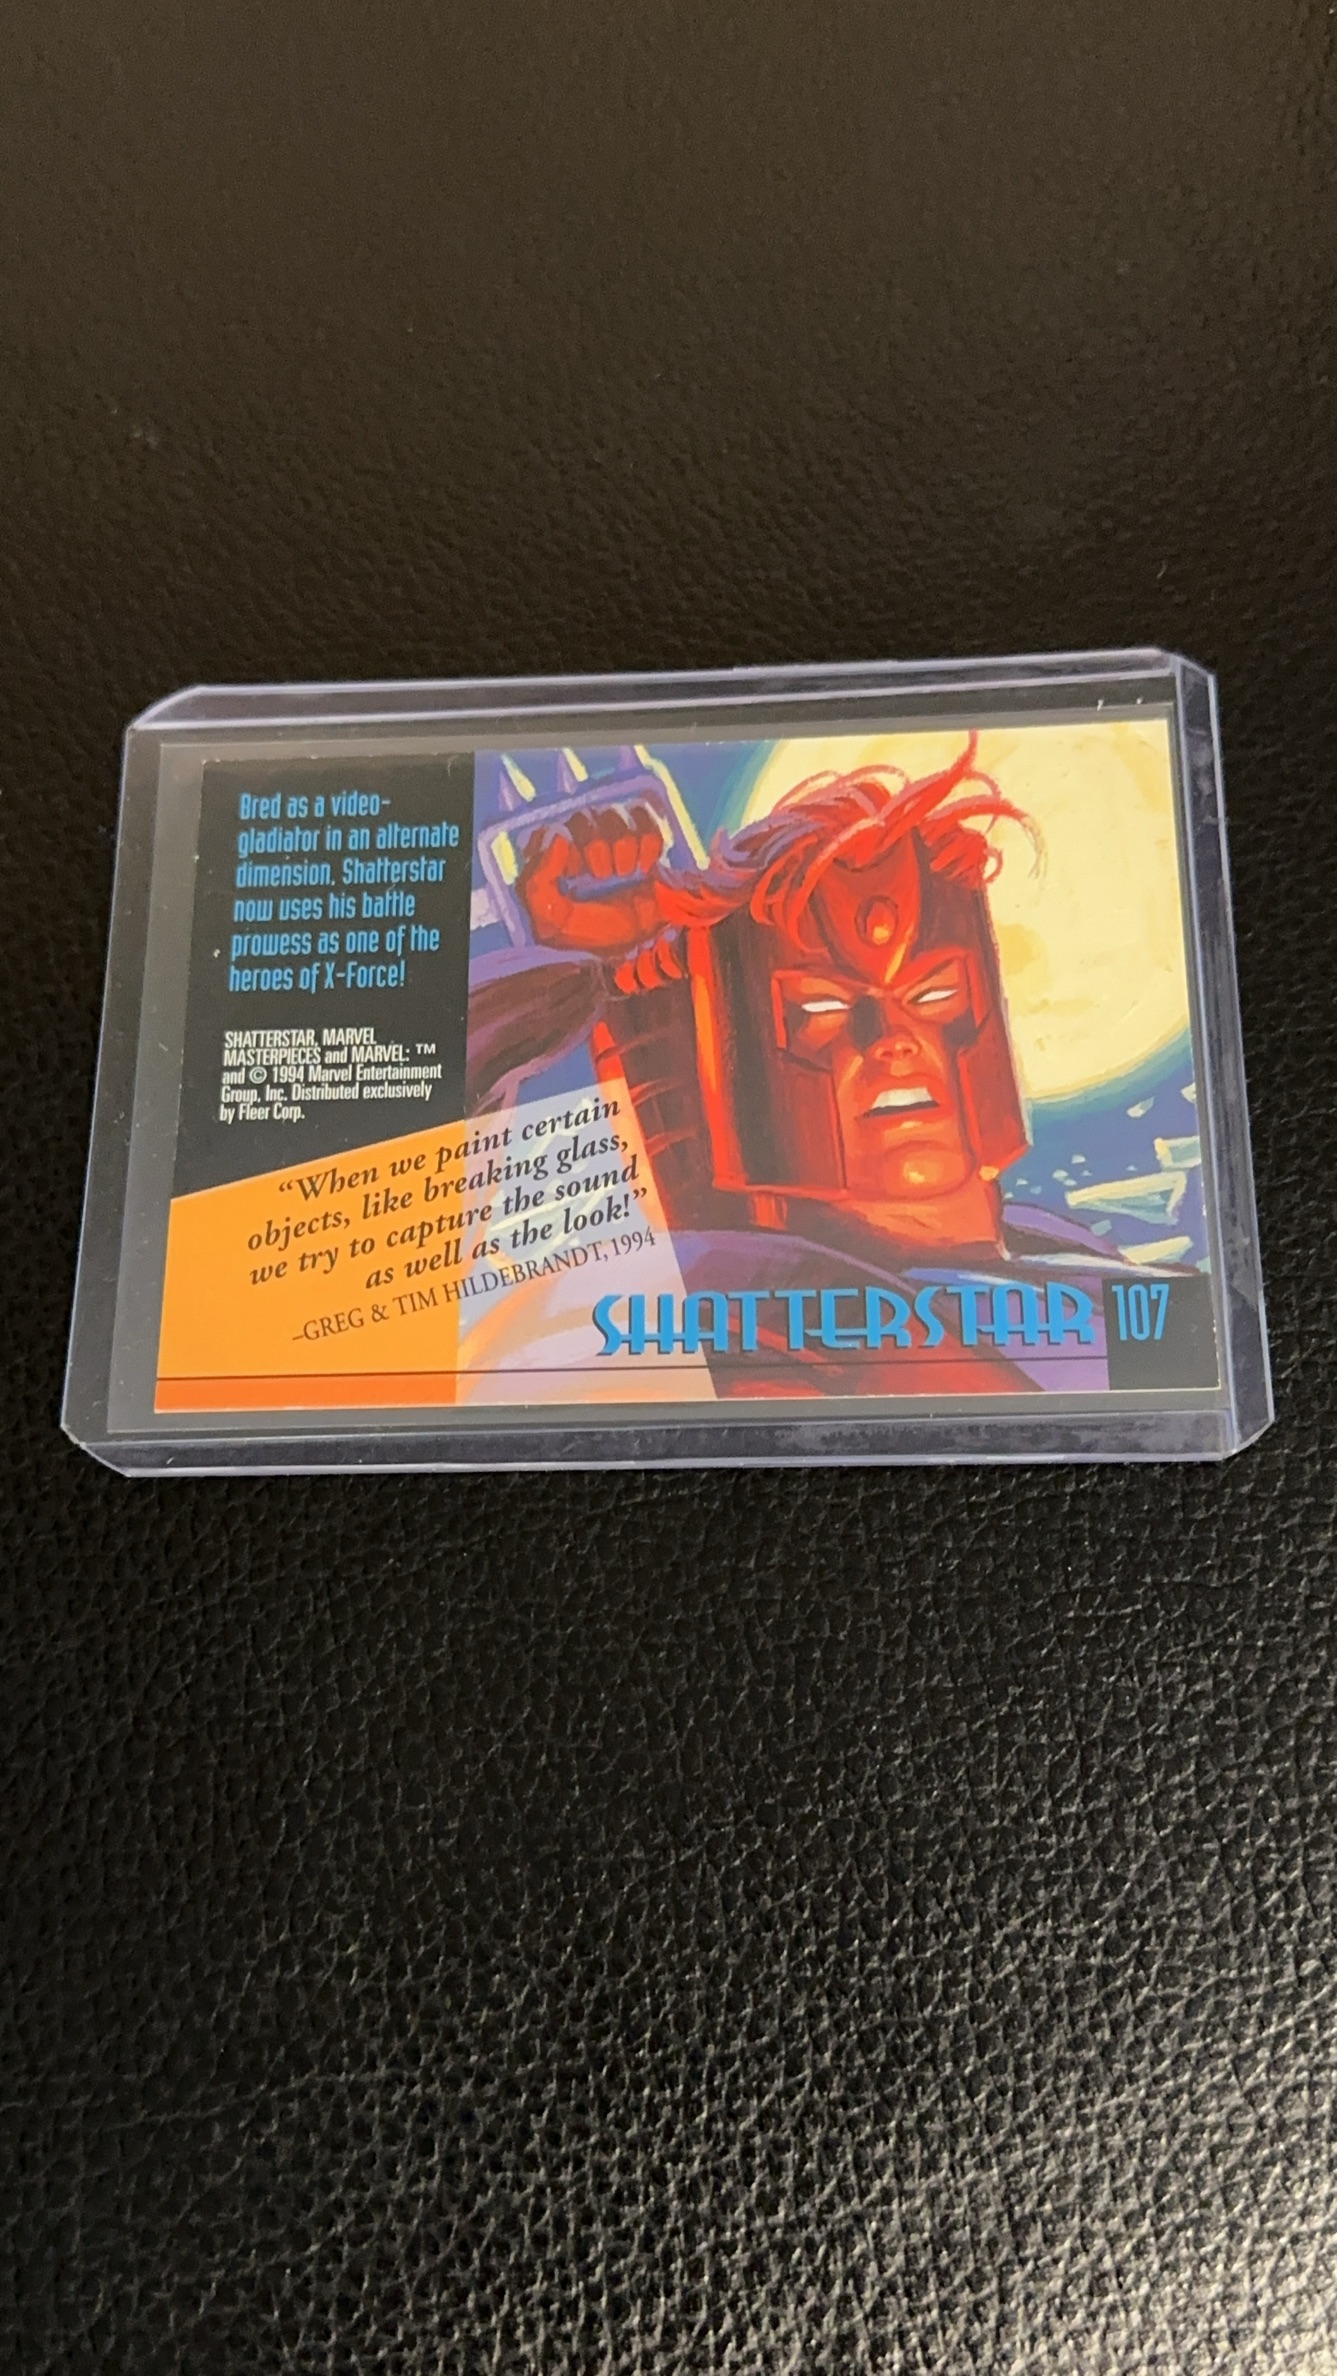 Bred as a video-
gladiator in an alternate
dimension, Shatterstar
now uses his battle
prowess as one of the
heroes of X-Force!
SHATTERSTAR, MARVEL
MASTERPIECES and MARVEL: ™
and © 1994 Marvel Entertainment
Group, Inc. Distributed exclusively
by Fleer Corp.
“When we paint certain
objects, like breaking glass,
we try to capture the sound
as well as the look!”
–GREG & TIM HILDEBRANDT, 1994
SHATTERSTAR 107